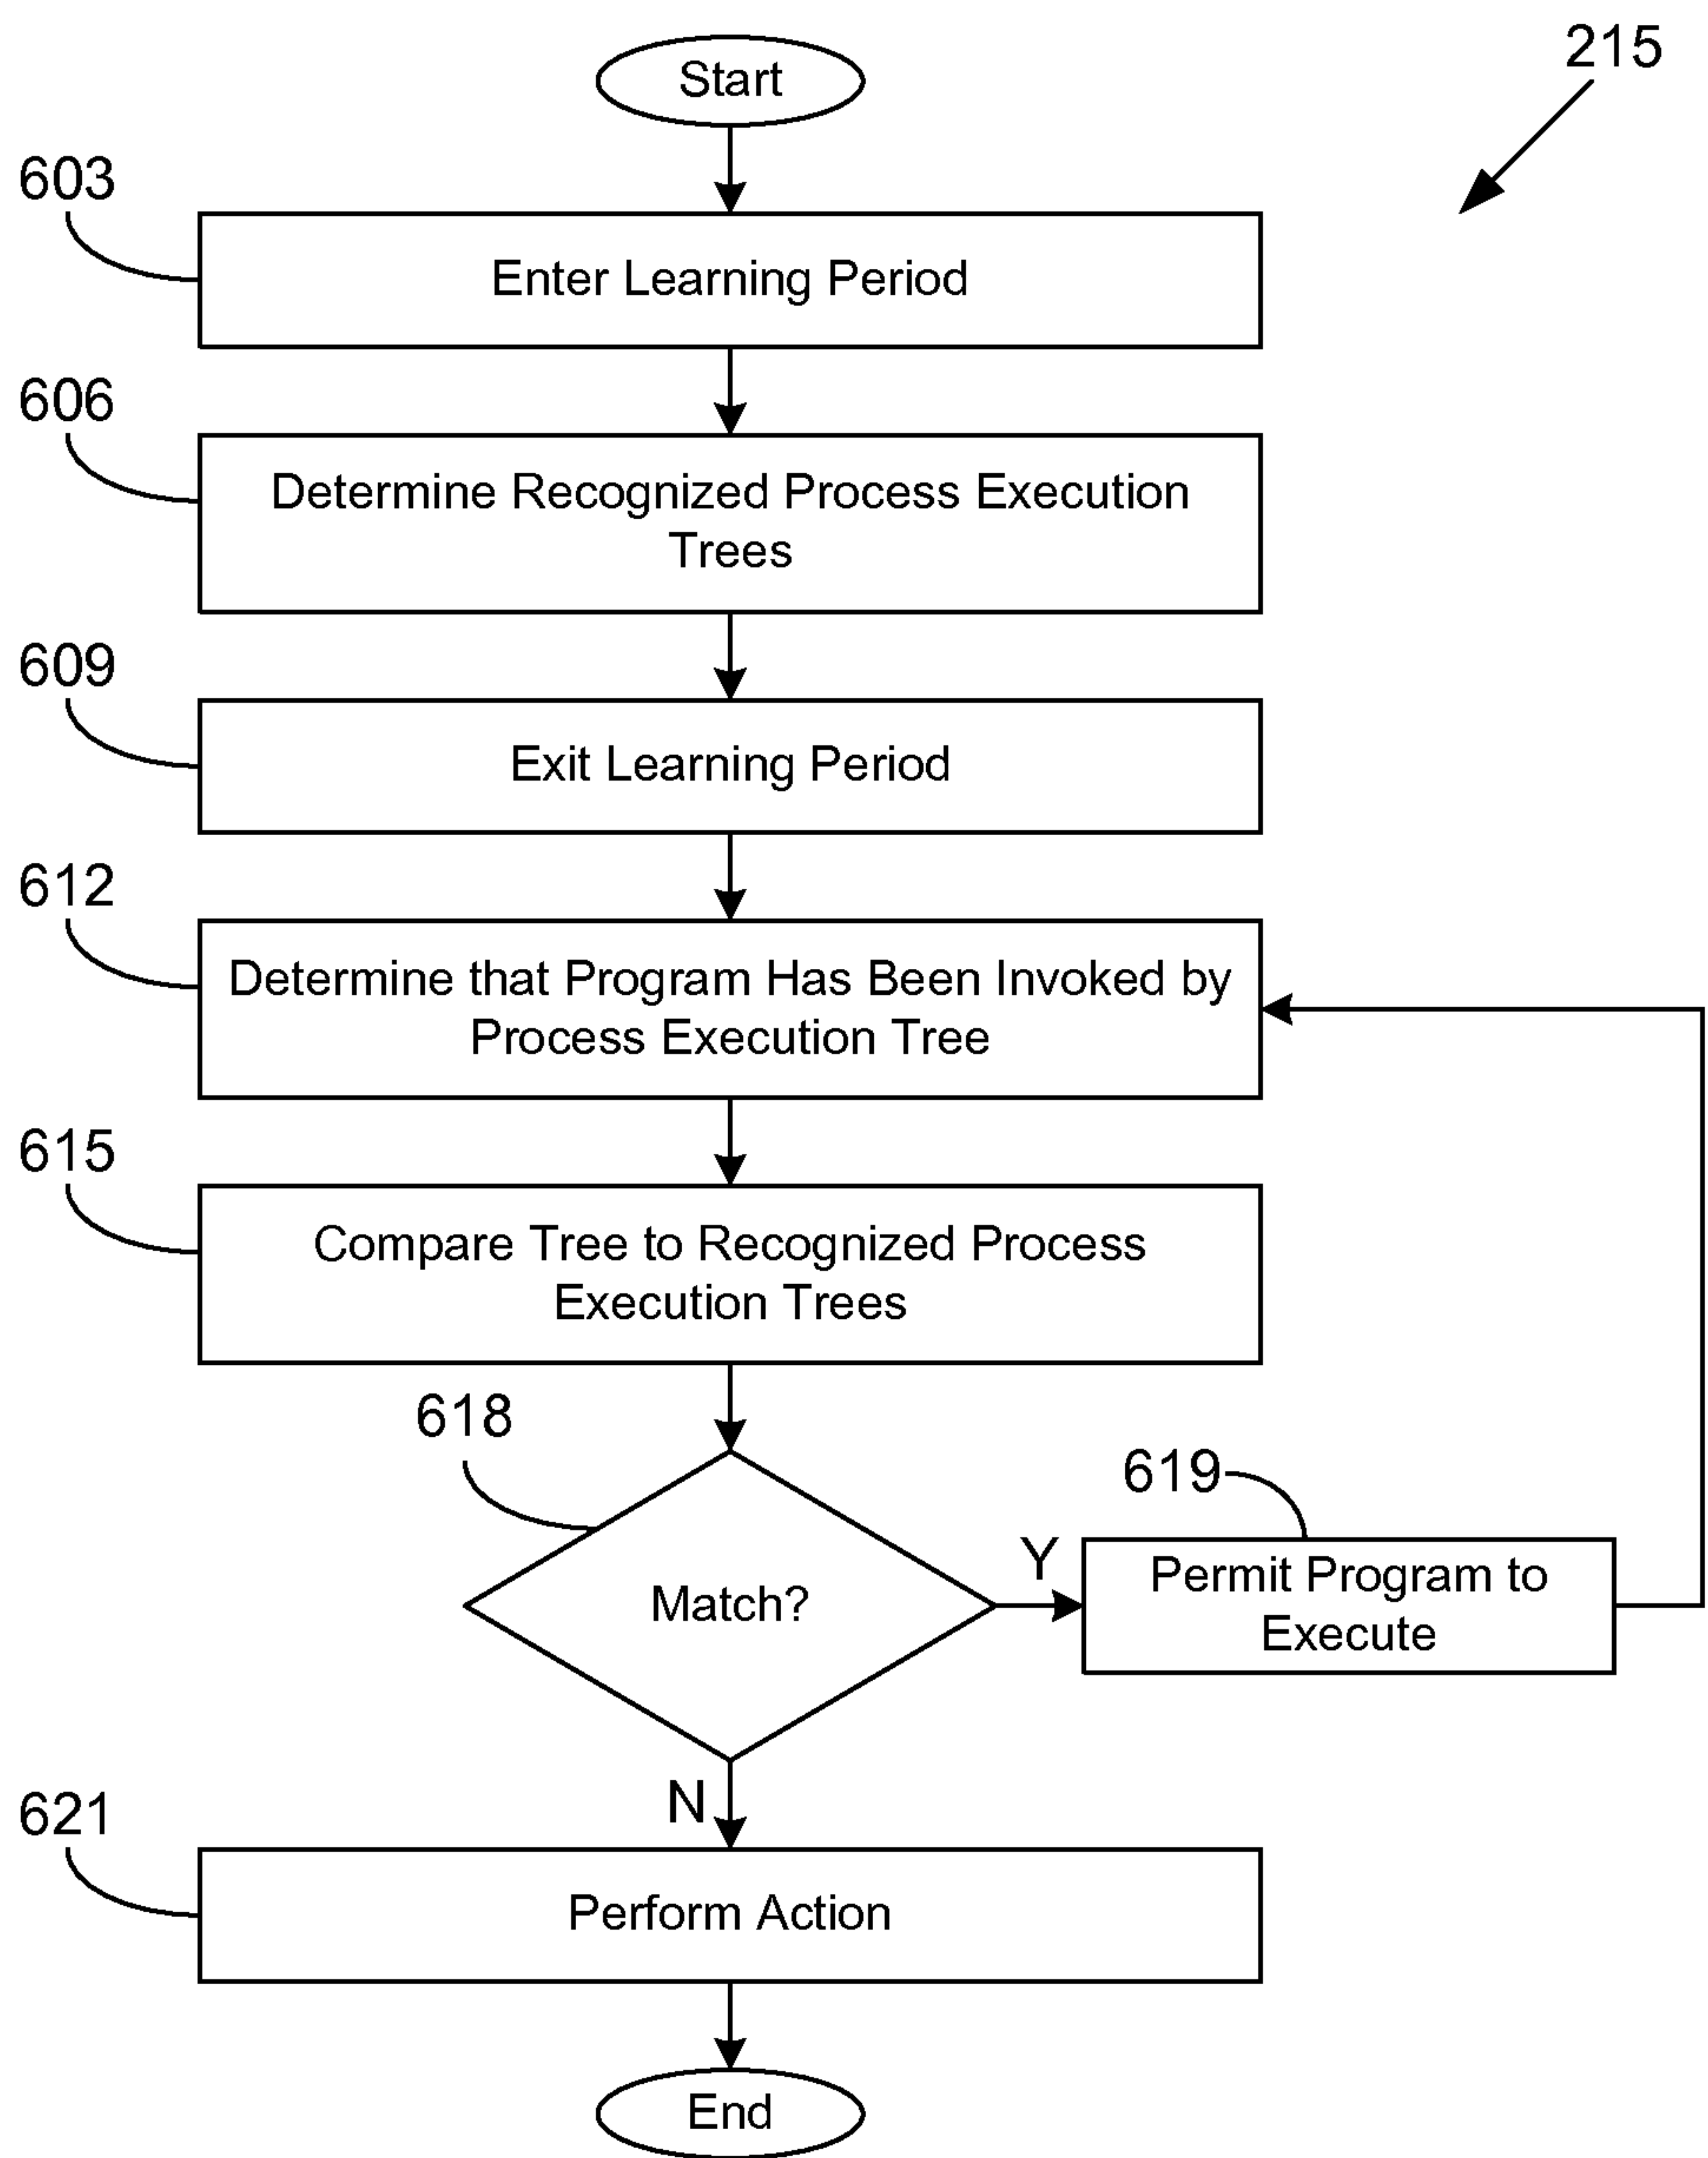 215
Start
603
Enter Learning Period
606
Determine Recognized Process Execution
Trees
609
Exit Learning Period
612
Determine that Program Has Been Invoked by
Process Execution Tree
615
Compare Tree to Recognized Process
Execution Trees
618
Match?
Y
619
Permit Program to
Execute
N
621
Perform Action
End